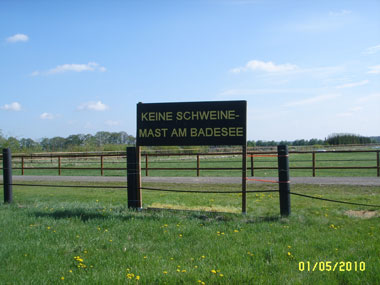 KEINE SCHWEINE-
MAST AM BADESEE
01/05/2010